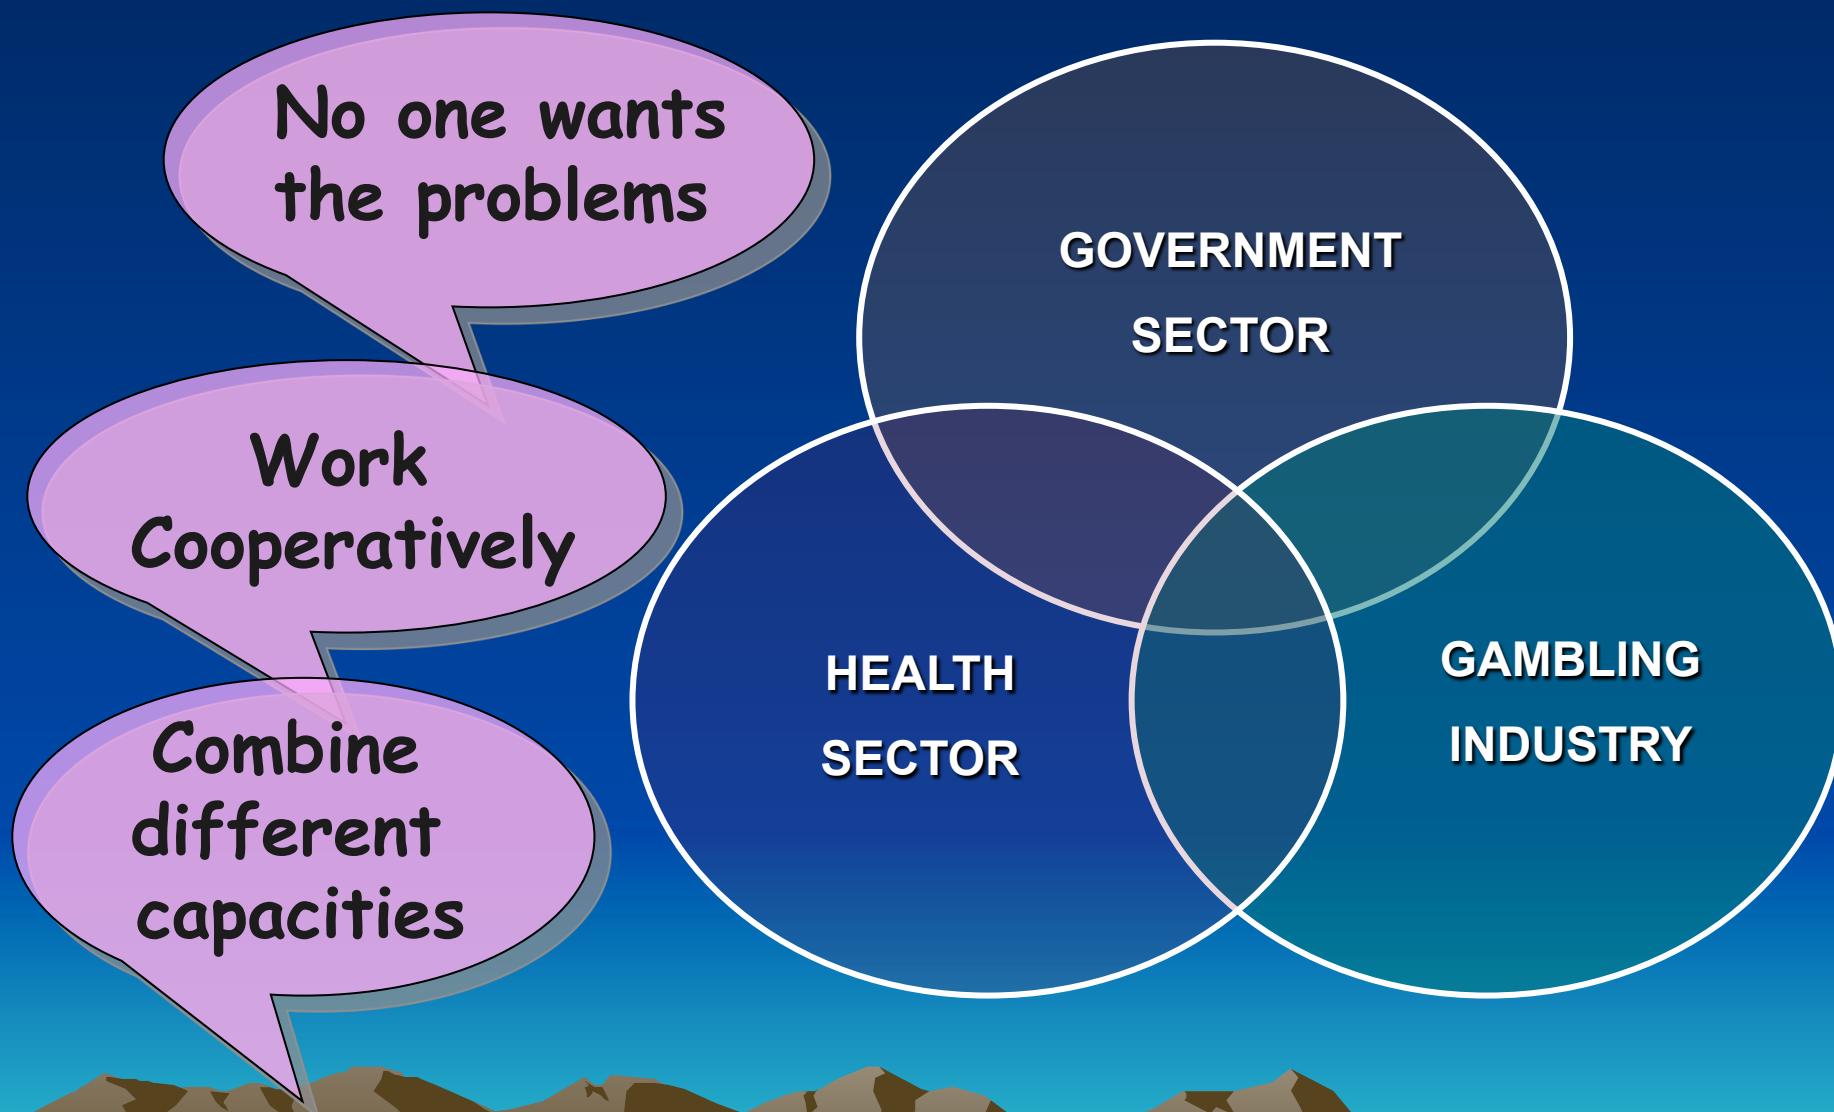 No one wants
the problems
Work
Cooperatively
Combine
different
capacities
GOVERNMENT
SECTOR
HEALTH
SECTOR
GAMBLING
INDUSTRY